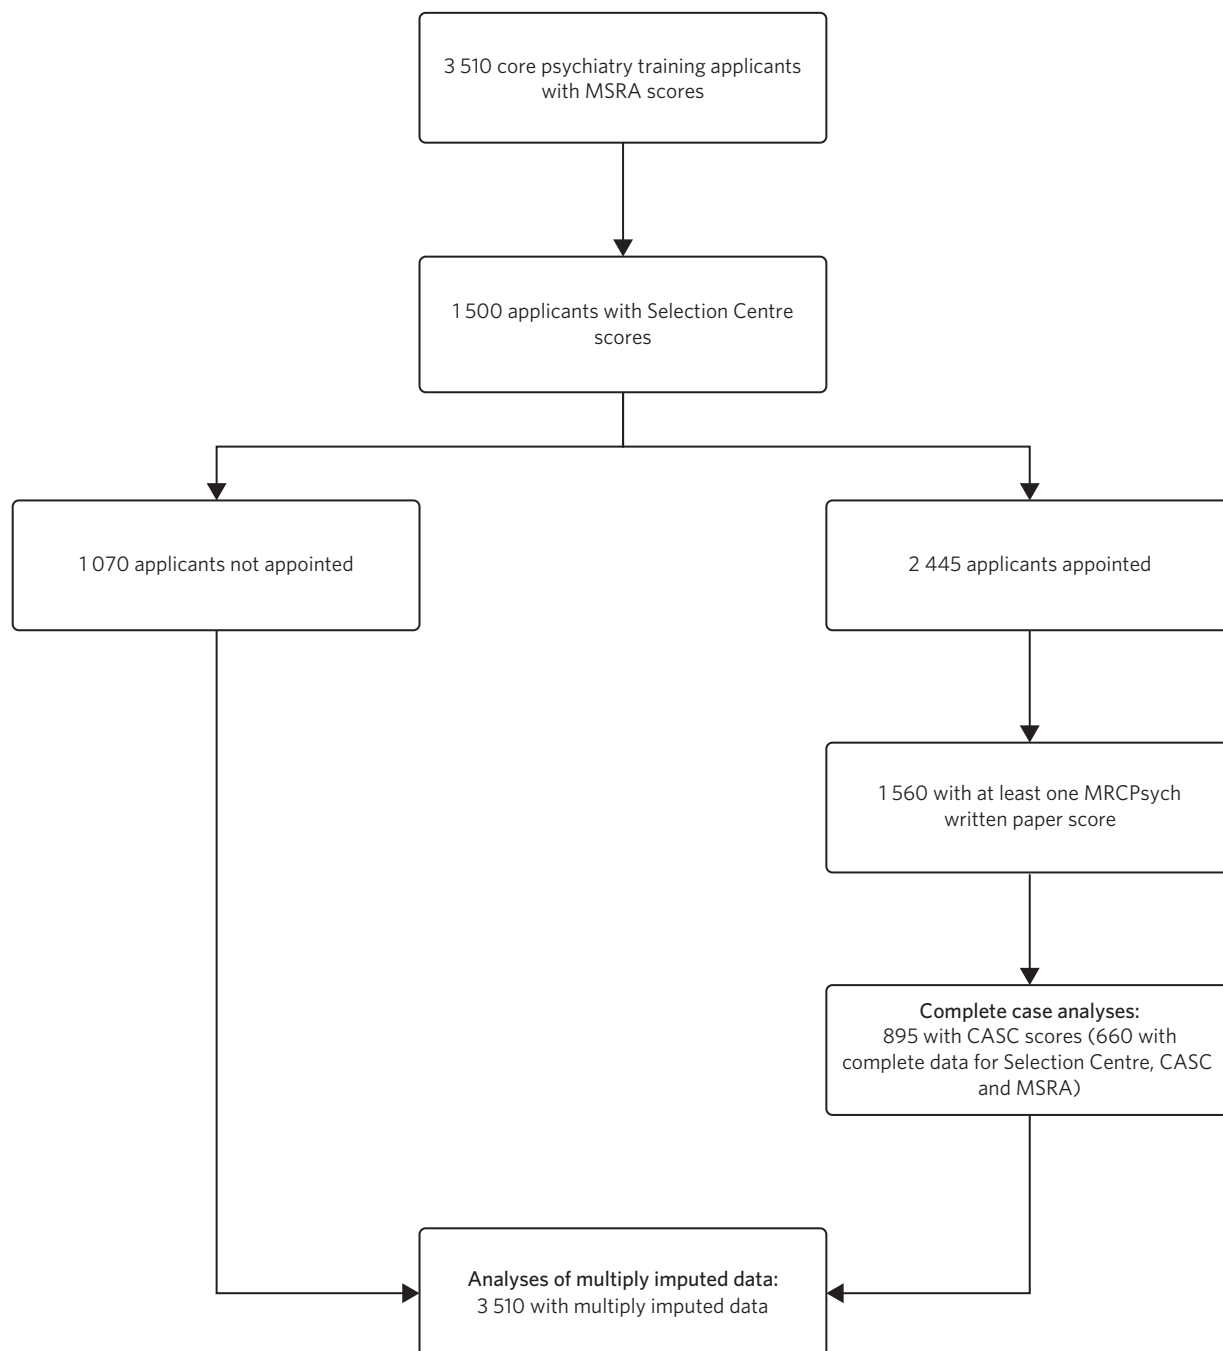 3 510 core psychiatry training applicants
with MSRA scores
1 500 applicants with Selection Centre
scores
1 070 applicants not appointed
2 445 applicants appointed
1 560 with at least one MRCPsych
written paper score
Complete case analyses:
895 with CASC scores (660 with
complete data for Selection Centre, CASC
and MSRA)
Analyses of multiply imputed data:
3 510 with multiply imputed data